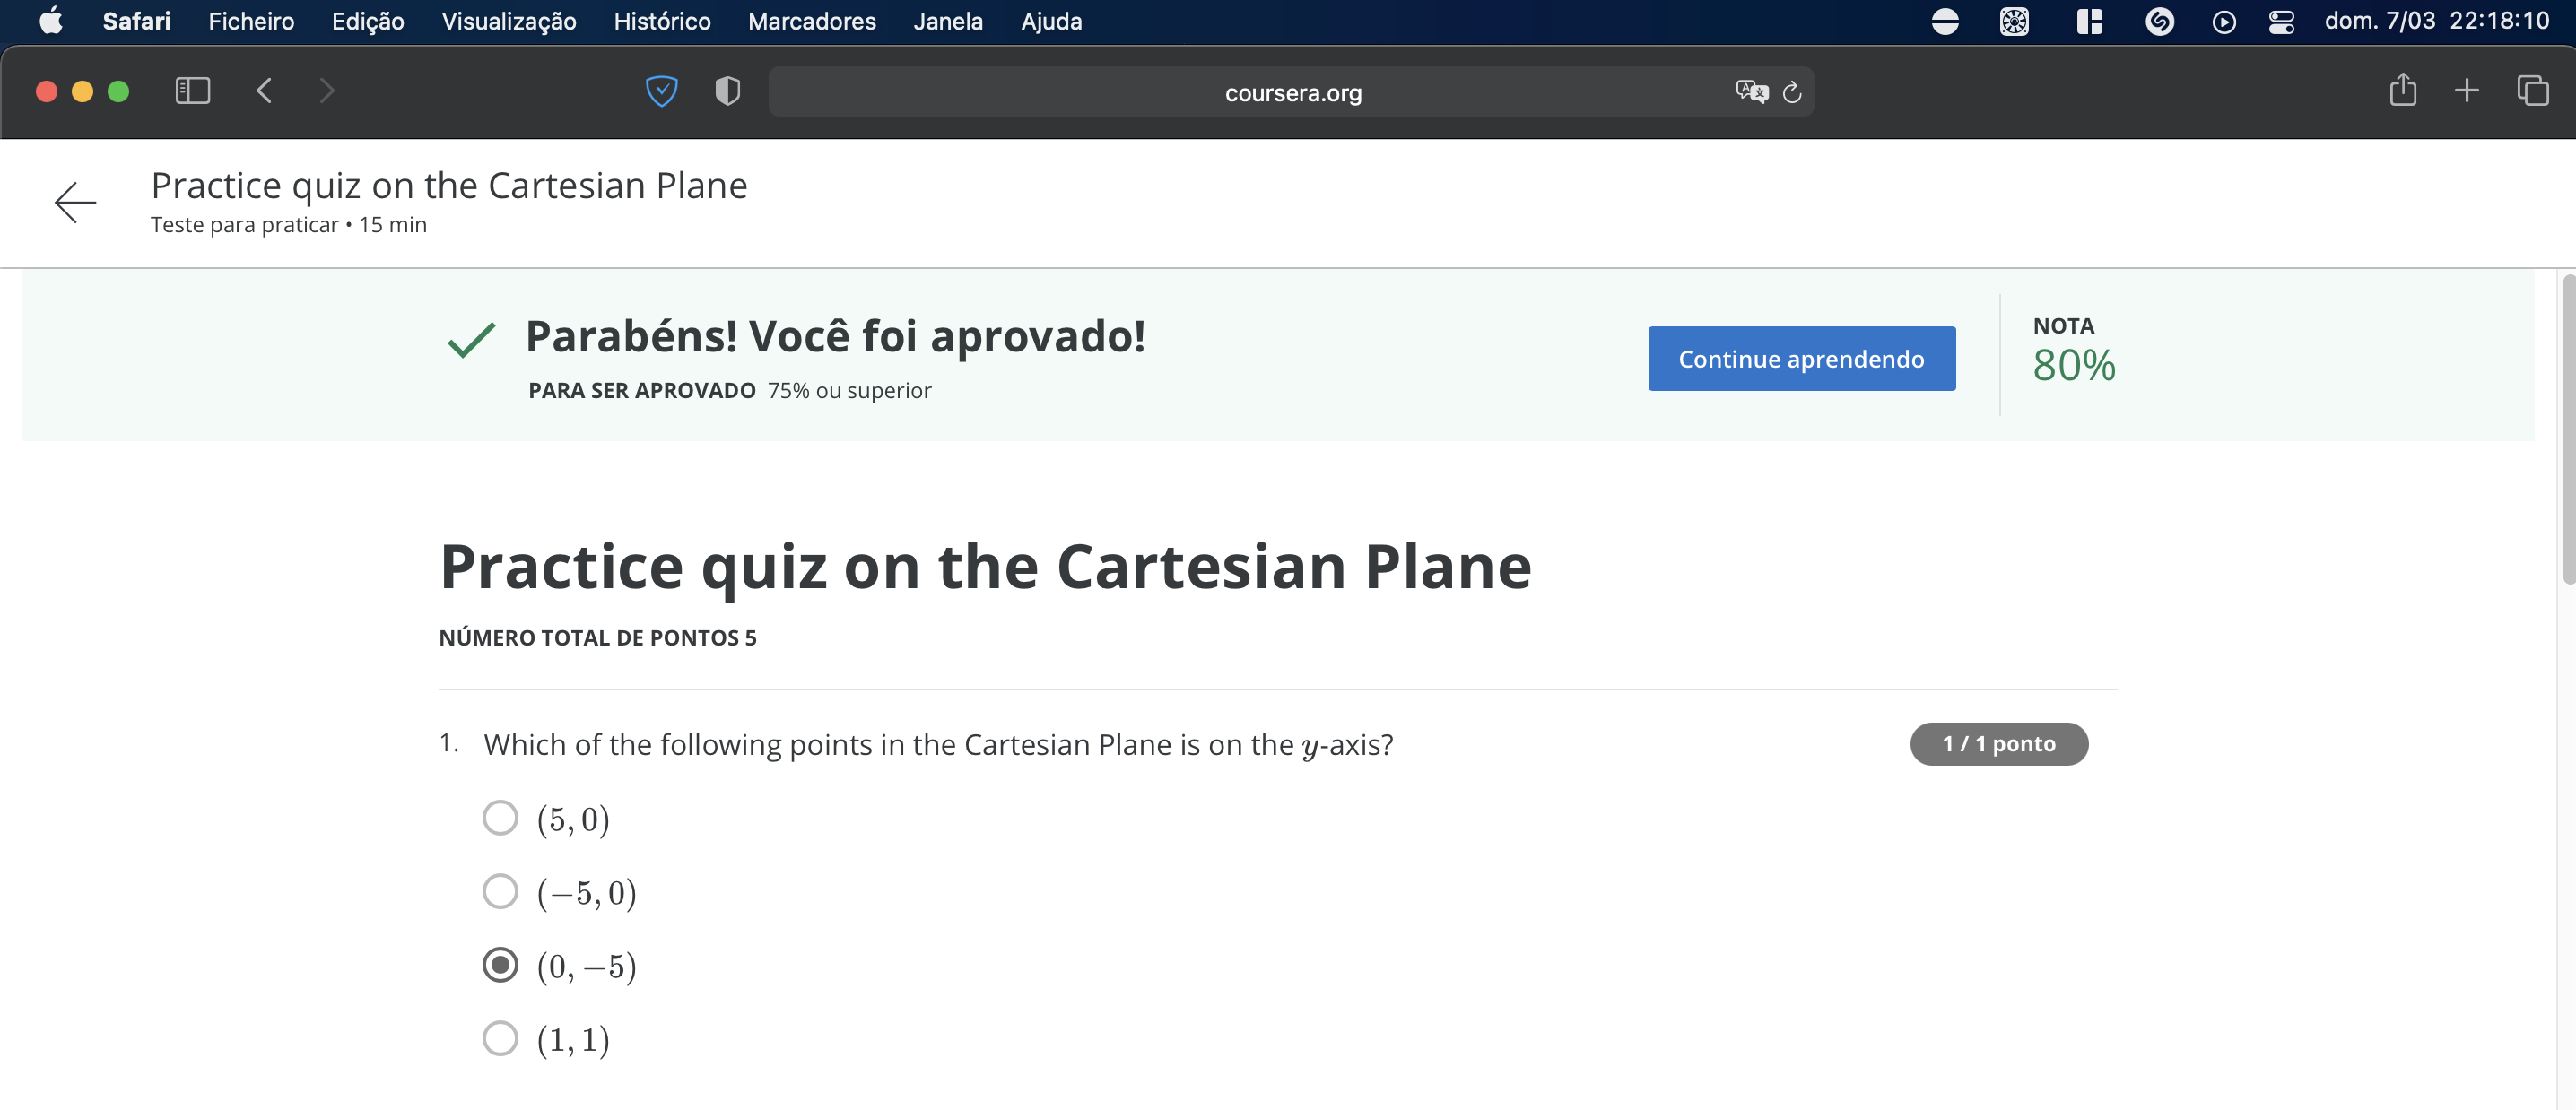 Safari Ficheiro Edição Visualização Histórico Marcadores Janela Ajuda dom. 7/03 22:18:10
coursera.org
Practice quiz on the Cartesian Plane
Teste para praticar • 15 min
Parabéns! Você foi aprovado!
PARA SER APROVADO 75% ou superior
Continue aprendendo
NOTA
80%
Practice quiz on the Cartesian Plane
NÚMERO TOTAL DE PONTOS 5
1. Which of the following points in the Cartesian Plane is on the y-axis? 1 / 1 ponto
(5, 0)
(−5, 0)
(0, −5)
(1, 1)